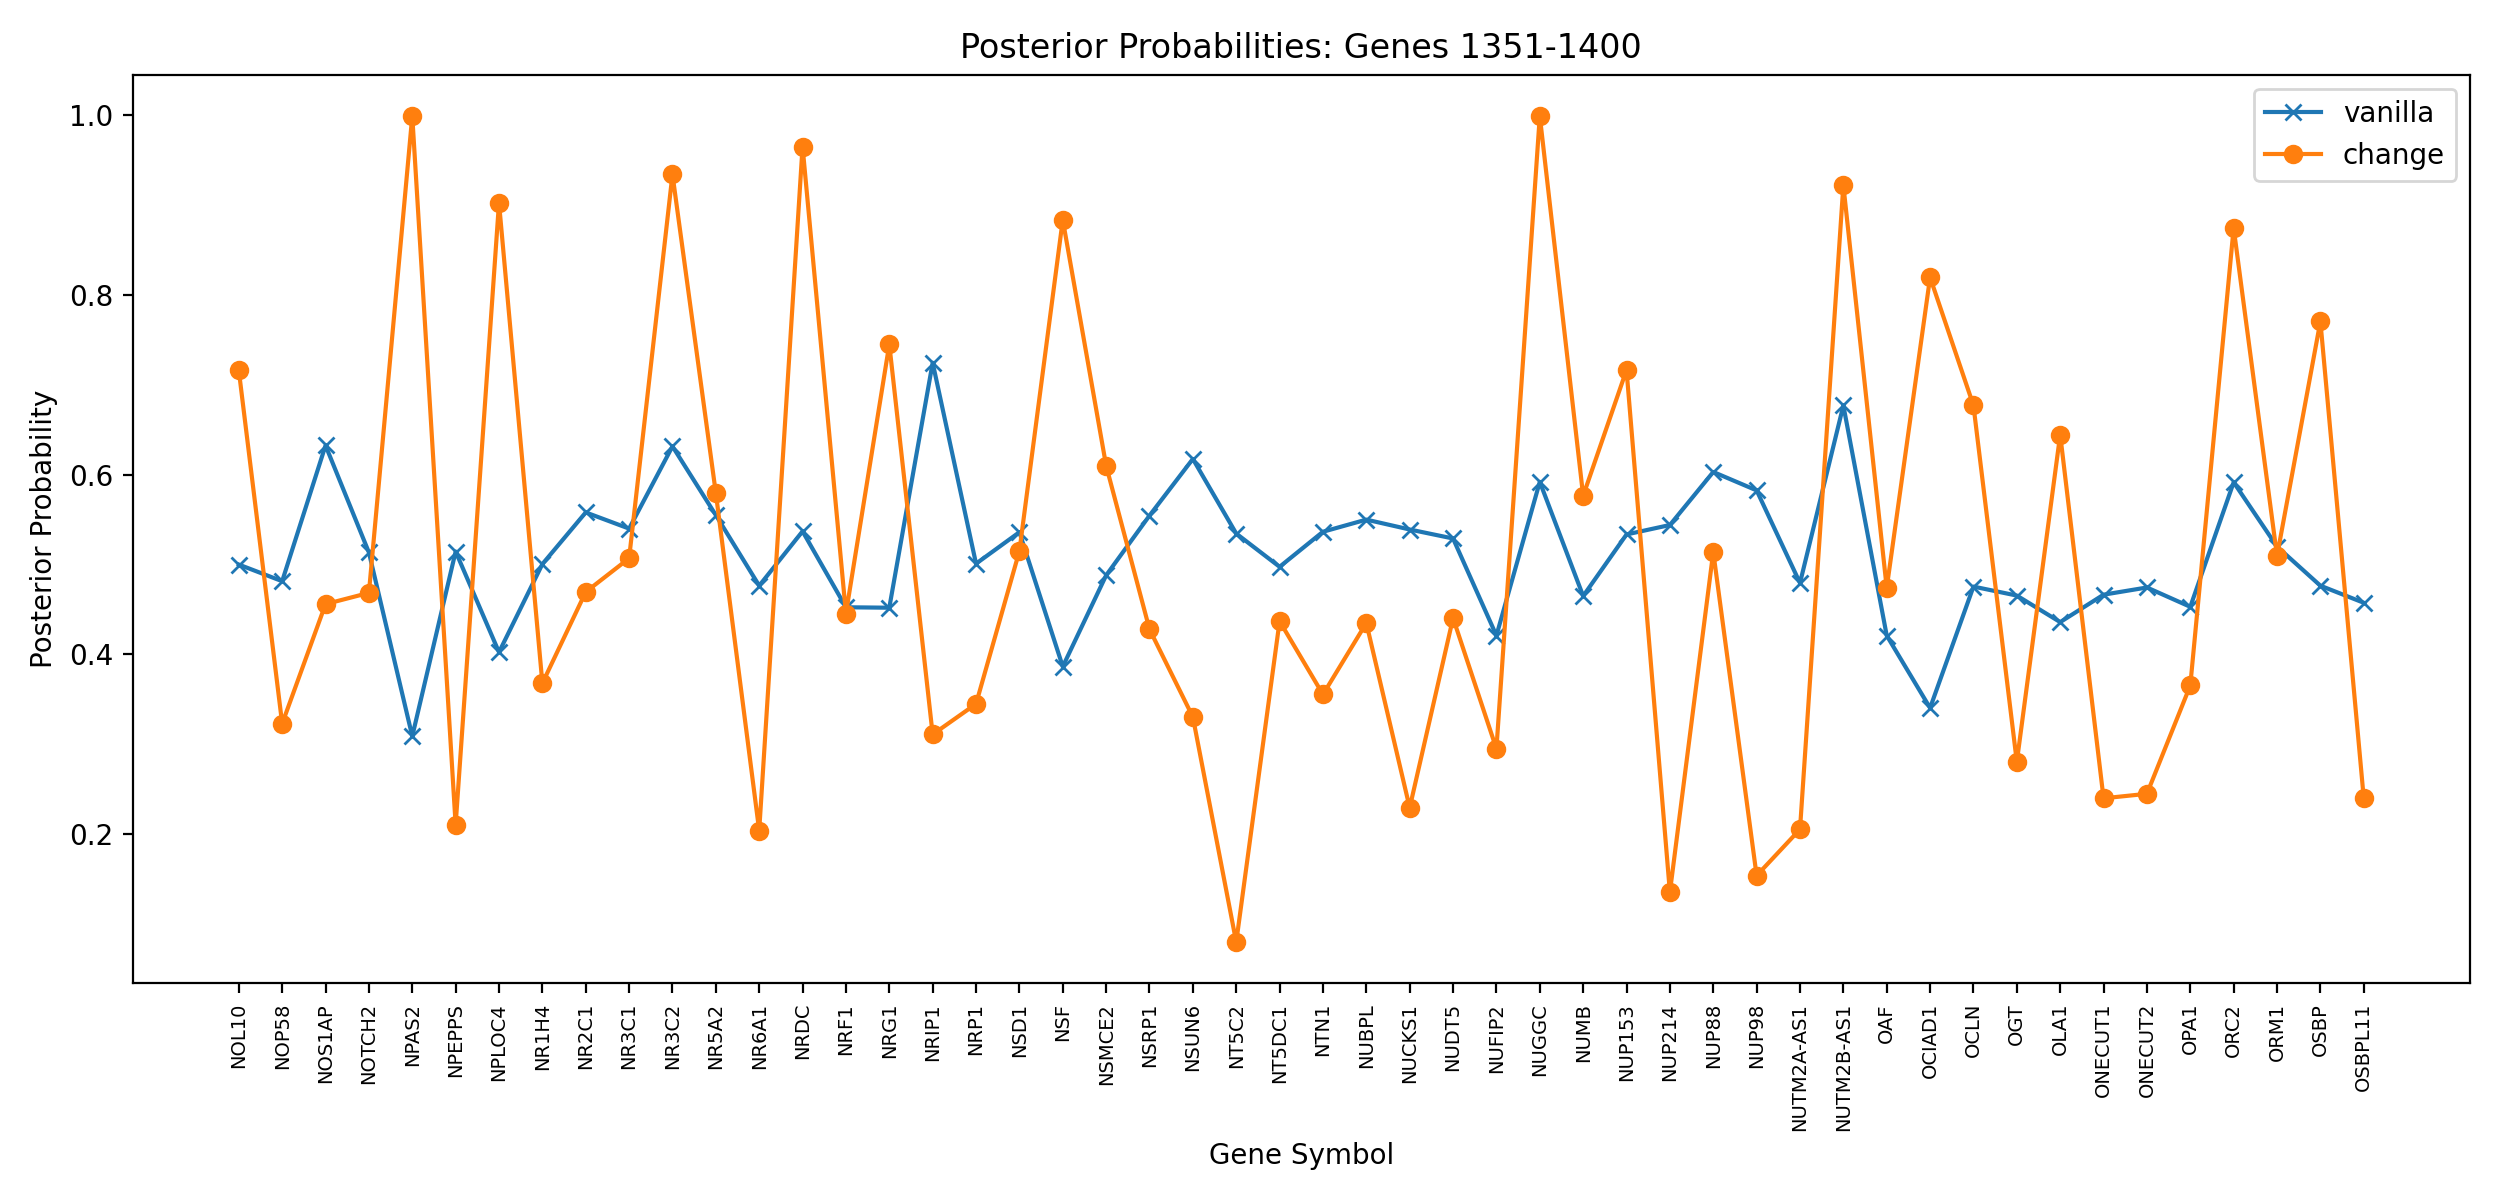 Posterior Probabilities: Genes 1351-1400
vanilla
change
1.0
0.8
0.6
0.4
0.2
Posterior Probability
NOL10
NOP58
NOS1AP
NOTCH2
NPAS2
NPEPPS
NPLOC4
NR1H4
NR2C1
NR3C1
NR3C2
NR5A2
NR6A1
NRDC
NRF1
NRG1
NRIP1
NRP1
NSD1
NSF
NSMCE2
NSRP1
NSUN6
NT5C2
NT5DC1
NTN1
NUBPL
NUCKS1
NUDT5
NUFIP2
NUGGC
NUMB
NUP153
NUP214
NUP88
NUP98
NUTM2A-AS1
NUTM2B-AS1
OAF
OCIAD1
OCLN
OGT
OLA1
ONECUT1
ONECUT2
OPA1
ORC2
ORM1
OSBP
OSBPL11
Gene Symbol